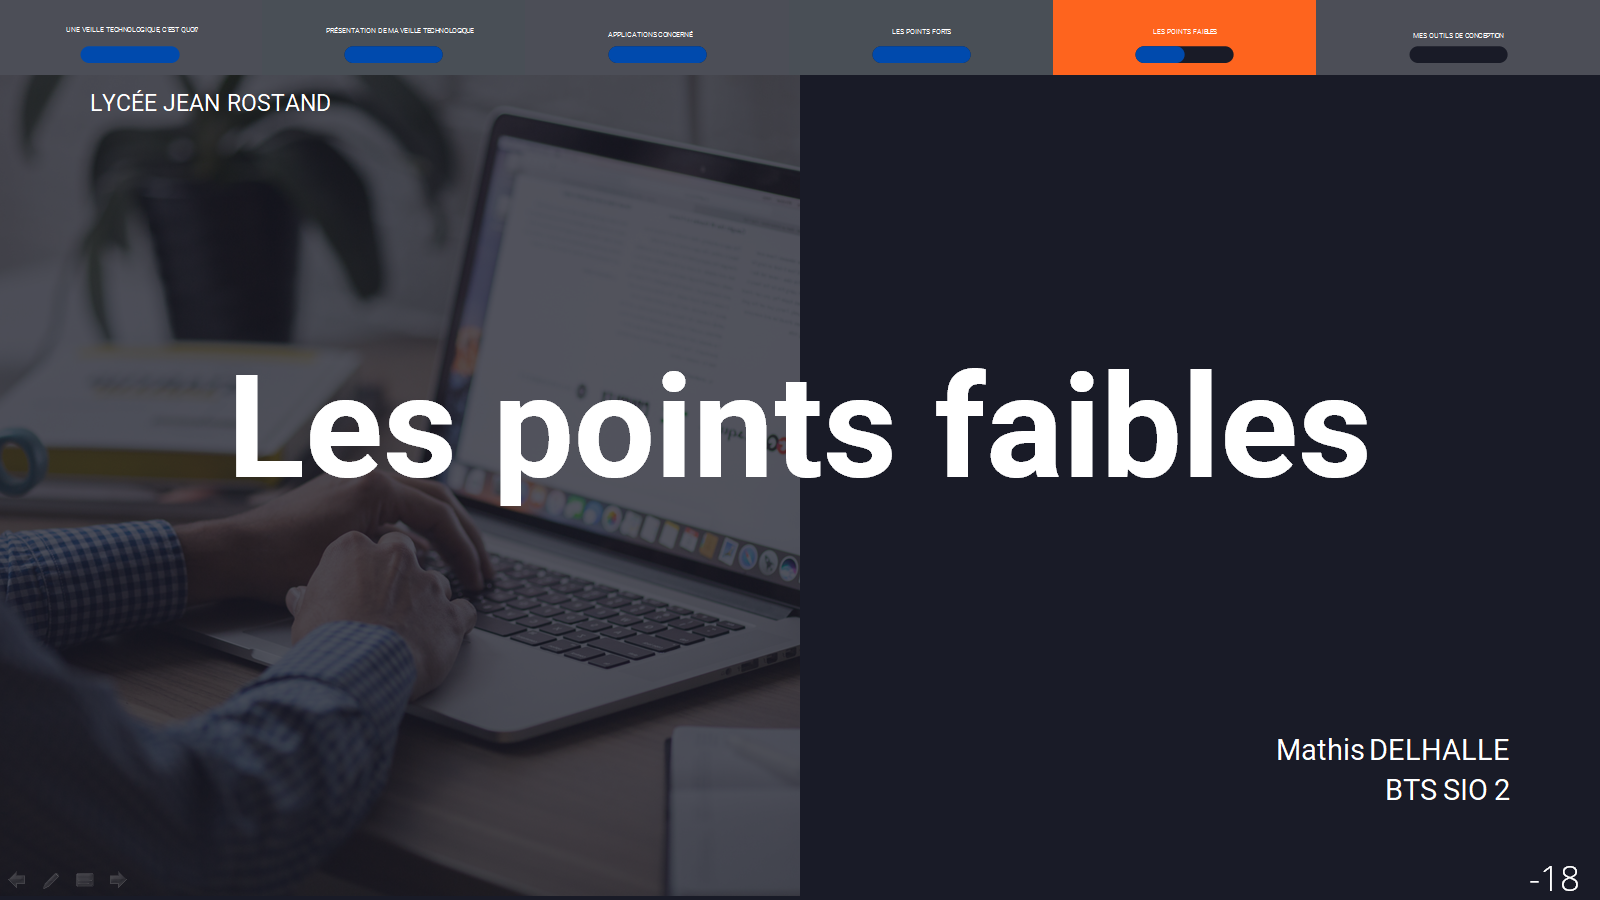 UNE VEILLE TECHNOLOGIQUE, C'EST QUOI?
PRÉSENTATION DE MA VEILLE TECHNOLOGIQUE
APPLICATIONS CONCERNÉ
LES POINTS FORTS
LES POINTS FAIBLES
MES OUTILS DE CONCEPTION
LYCÉE JEAN ROSTAND
Les points faibles
Mathis DELHALLE
BTS SIO 2
-18